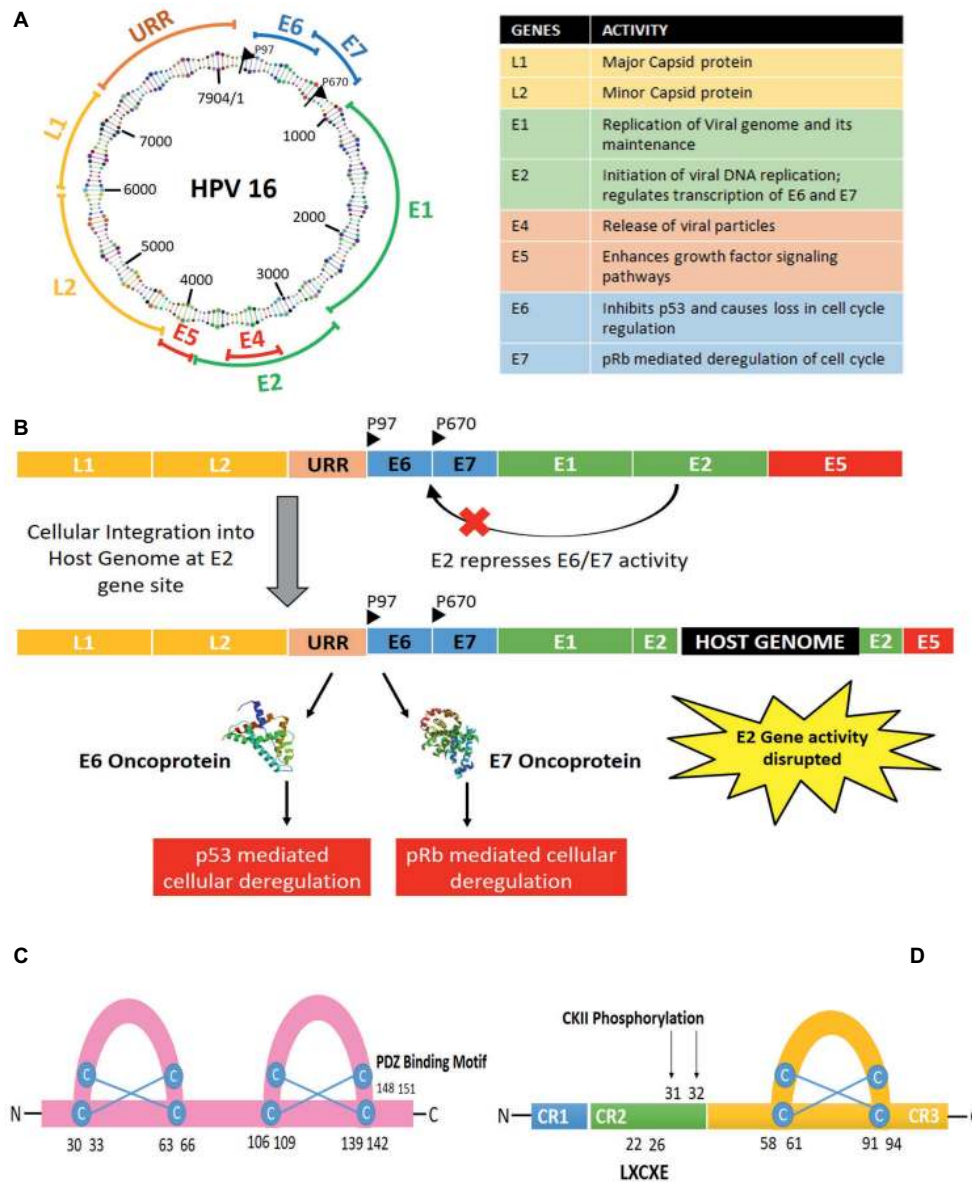 A
URR
E6
E7
P97
P670
7904/1
1000
2000
3000
4000
5000
6000
7000
HPV 16
L1
L2
E1
E5
E4
E2
GENES ACTIVITY
L1 Major Capsid protein
L2 Minor Capsid protein
E1 Replication of Viral genome and its
maintenance
E2 Initiation of viral DNA replication;
regulates transcription of E6 and E7
E4 Release of viral particles
E5 Enhances growth factor signaling
pathways
E6 Inhibits p53 and causes loss in cell cycle
regulation
E7 pRb mediated deregulation of cell cycle
B
P97 P670
L1 L2 URR E6 E7 E1 E2 E5
Cellular Integration into
Host Genome at E2
gene site
E2 represses E6/E7 activity
P97 P670
L1 L2 URR E6 E7 E1 E2 HOST GENOME E2 E5
E6 Oncoprotein
E7 Oncoprotein
E2 Gene activity
disrupted
p53 mediated
cellular deregulation
pRb mediated cellular
deregulation
C
PDZ Binding Motif
148 151
C C C C
N C C C C C
30 33 63 66 106 109 139 142
D
CKII Phosphorylation
31 32
C C
N CR1 CR2 C C CR3 C
22 26 58 61 91 94
LXCXE